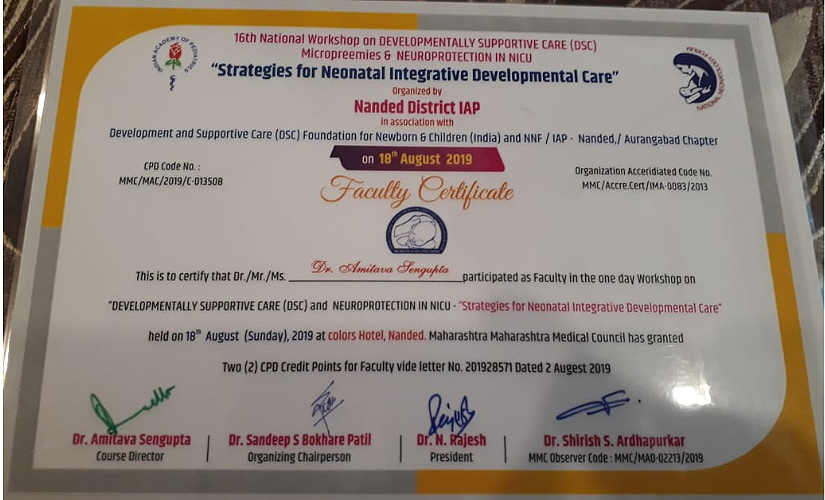 16th National Workshop on DEVELOPMENTALLY SUPPORTIVE CARE (DSC)
Micropreemies & NEUROPROTECTION IN NICU
"Strategies for Neonatal Integrative Developmental Care"
INDIAN ACADEMY OF PEDIATRICS
Organized by
Nanded District IAP
in association with
Development and Supportive Care (DSC) Foundation for Newborn & Children (India) and NNF / IAP - Nanded,/ Aurangabad Chapter
on 18th August 2019
CPD Code No. :
MMC/MAC/2019/C-013508
Organization Acceridiated Code No.
MMC/Accre.Cert/IMA-0083/2013
Faculty Certificate
This is to certify that Dr./Mr./Ms. Dr. Amitava Sengupta participated as Faculty in the one day Workshop on
"DEVELOPMENTALLY SUPPORTIVE CARE (DSC) and NEUROPROTECTION IN NICU - "Strategies for Neonatal Integrative Developmental Care"
held on 18th August (Sunday), 2019 at colors Hotel, Nanded. Maharashtra Maharashtra Medical Council has granted
Two (2) CPD Credit Points for Faculty vide letter No. 201928571 Dated 2 Augest 2019
Dr. Amitava Sengupta
Course Director
Dr. Sandeep S Bokhare Patil
Organizing Chairperson
Dr. N. Rajesh
President
Dr. Shirish S. Ardhapurkar
MMC Observer Code : MMC/MAO-02213/2019